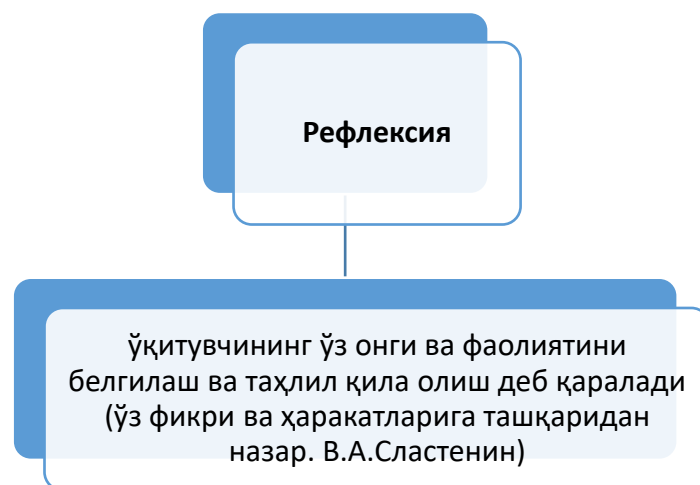 Рефлексия
ўқитувчининг ўз онги ва фаолиятини
белгилаш ва таҳлил қила олиш деб қаралади
(ўз фикри ва ҳаракатларига ташқаридан
назар. В.А.Сластенин)